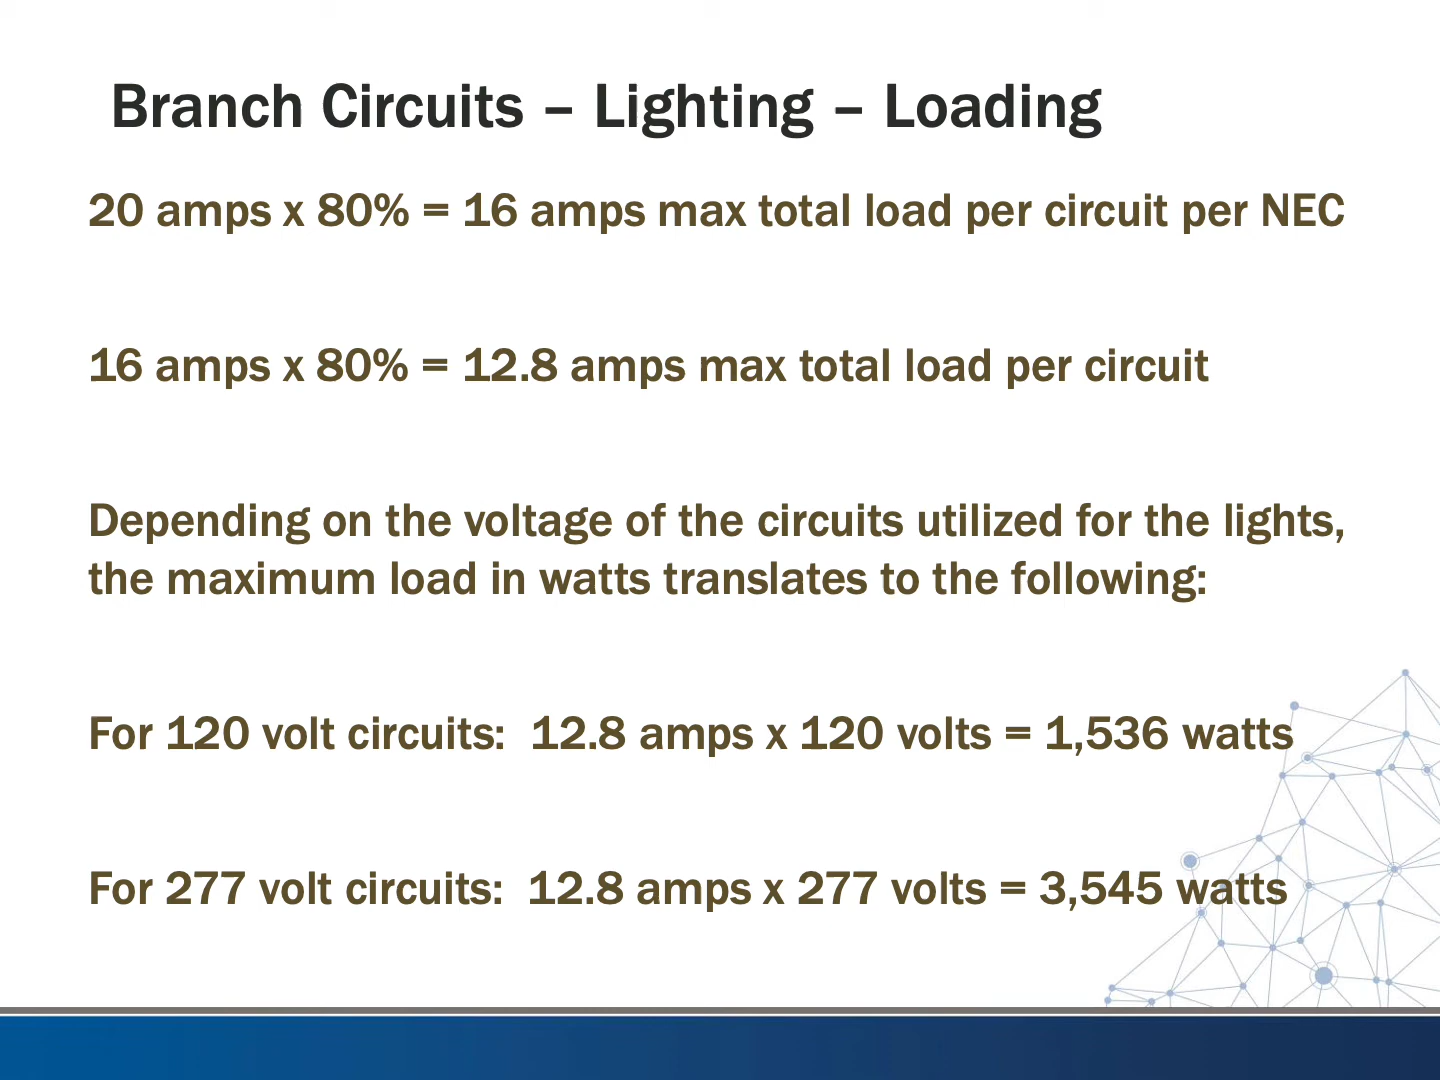 Branch Circuits – Lighting – Loading
20 amps x 80% = 16 amps max total load per circuit per NEC
16 amps x 80% = 12.8 amps max total load per circuit
Depending on the voltage of the circuits utilized for the lights,
the maximum load in watts translates to the following:
For 120 volt circuits:  12.8 amps x 120 volts = 1,536 watts
For 277 volt circuits:  12.8 amps x 277 volts = 3,545 watts